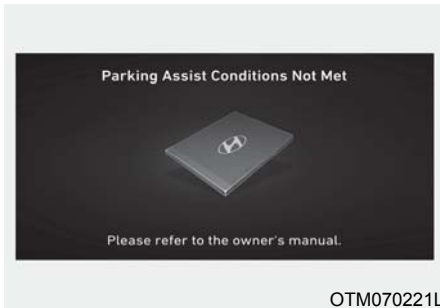 Parking Assist Conditions Not Met
Please refer to the owner's manual.
OTM070221L